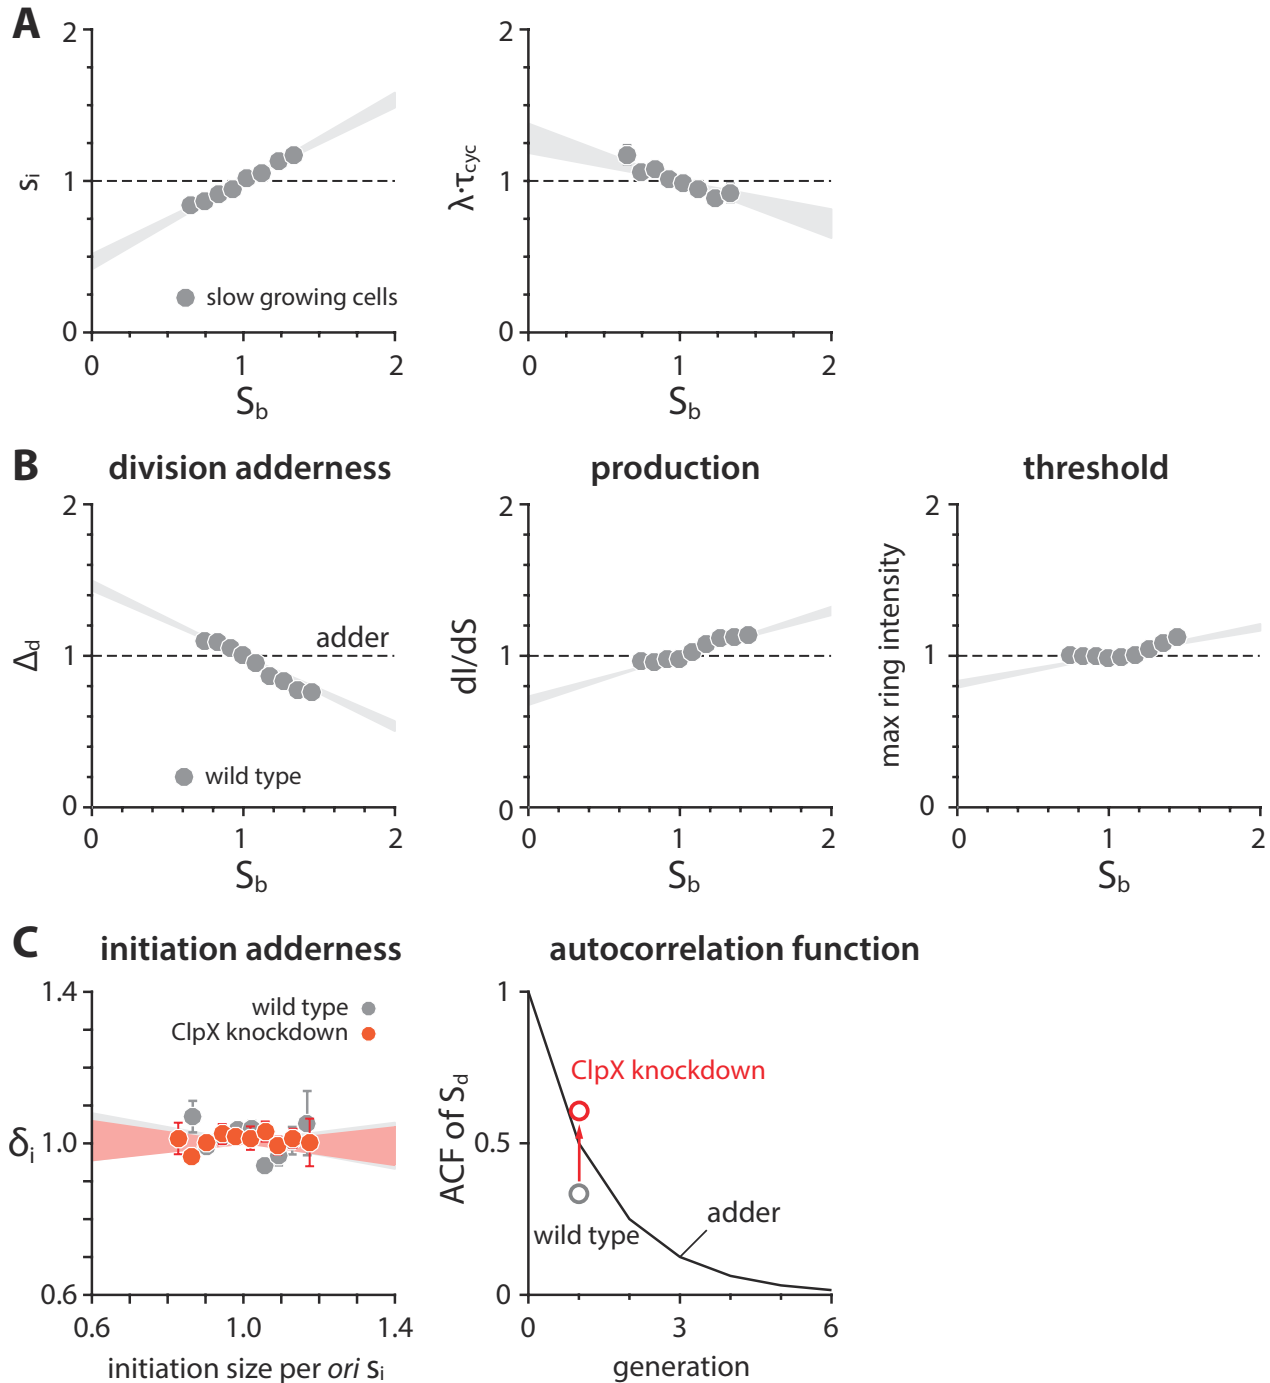 A
2
1
0
0
1
2
sᵢ
S_b
slow growing cells
2
1
0
0
1
2
λ·τ_cyc
S_b
B
division adderness
production
threshold
2
1
0
0
1
2
Δ_d
adder
wild type
S_b
2
1
0
0
1
2
dI/dS
S_b
2
1
0
0
1
2
max ring intensity
S_b
C
initiation adderness
autocorrelation function
1.4
1.0
0.6
0.6
1.0
1.4
δᵢ
wild type
ClpX knockdown
initiation size per ori sᵢ
1
0.5
0
0
3
6
ACF of S_d
ClpX knockdown
wild type
adder
generation